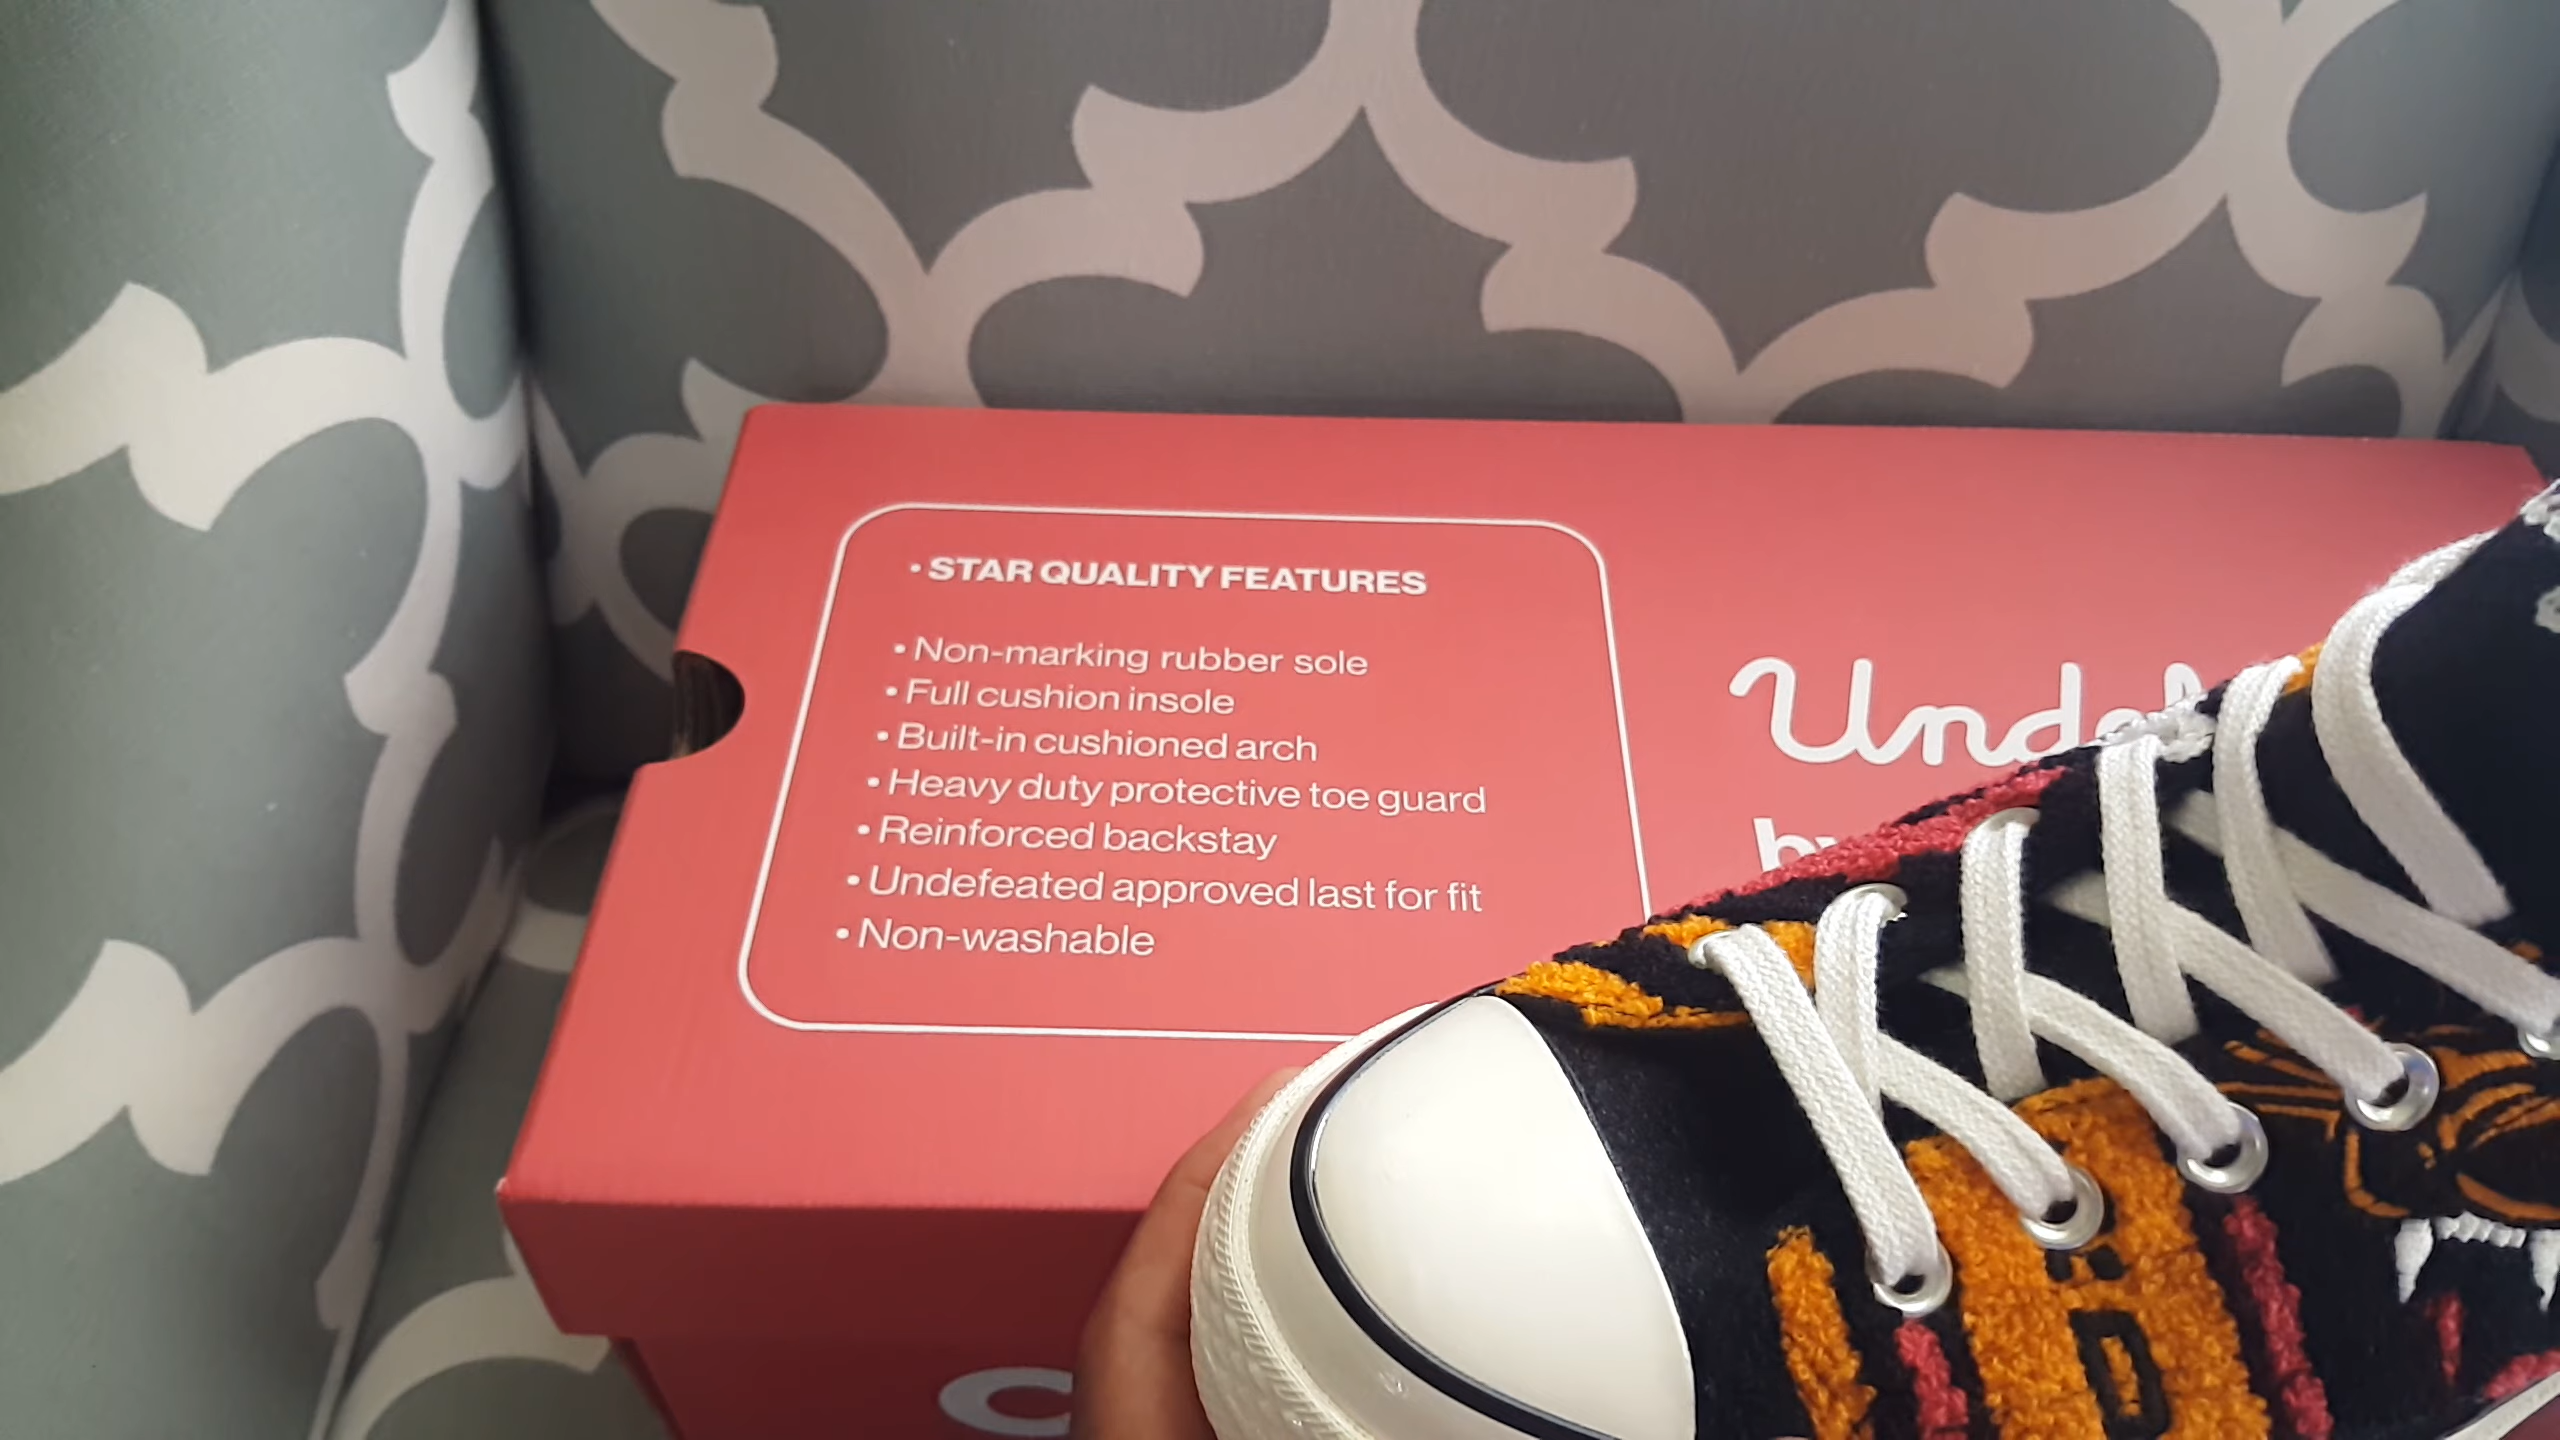 • STAR QUALITY FEATURES
• Non-marking rubber sole
• Full cushion insole
• Built-in cushioned arch
• Heavy duty protective toe guard
• Reinforced backstay
• Undefeated approved last for fit
• Non-washable